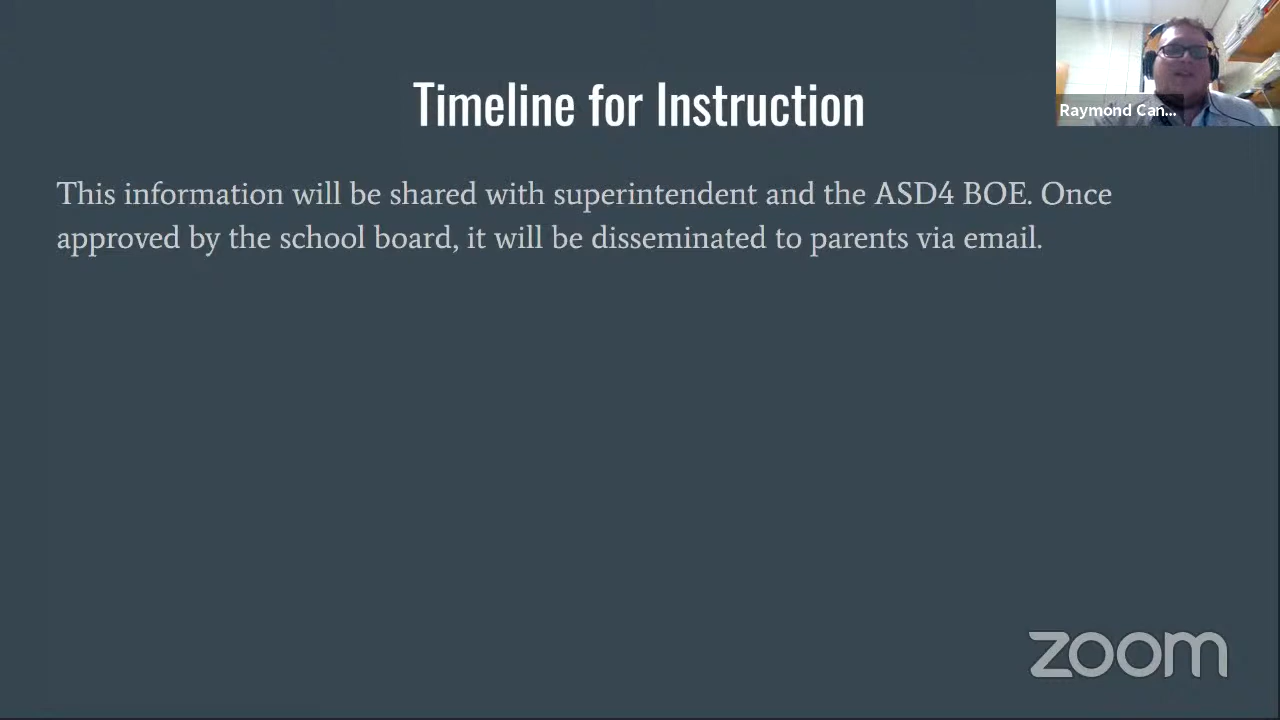 Timeline for Instruction
Raymond Can...
This information will be shared with superintendent and the ASD4 BOE. Once
approved by the school board, it will be disseminated to parents via email.
zoom